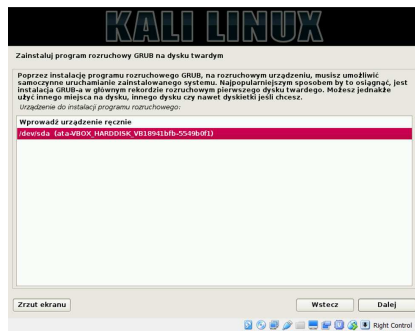 KALI LINUX
Zainstaluj program rozruchowy GRUB na dysku twardym
Poprzez instalację programu rozruchowego GRUB, na rozruchowym urządzeniu, musisz umożliwić
samoczynne uruchamianie zainstalowanego systemu. Najpopularniejszym sposobem by to osiągnąć, jest
instalacja GRUB-a w głównym rekordzie rozruchowym pierwszego dysku twardego. Możesz jednakże
użyć innego miejsca na dysku, innego dysku czy nawet dyskietki jeśli chcesz.
Urządzenie do instalacji programu rozruchowego:
Wprowadź urządzenie ręcznie
/dev/sda (ata-VBOX_HARDDISK_VB18941bfb-5549b0f1)
Zrzut ekranu
Wstecz
Dalej
Right Control